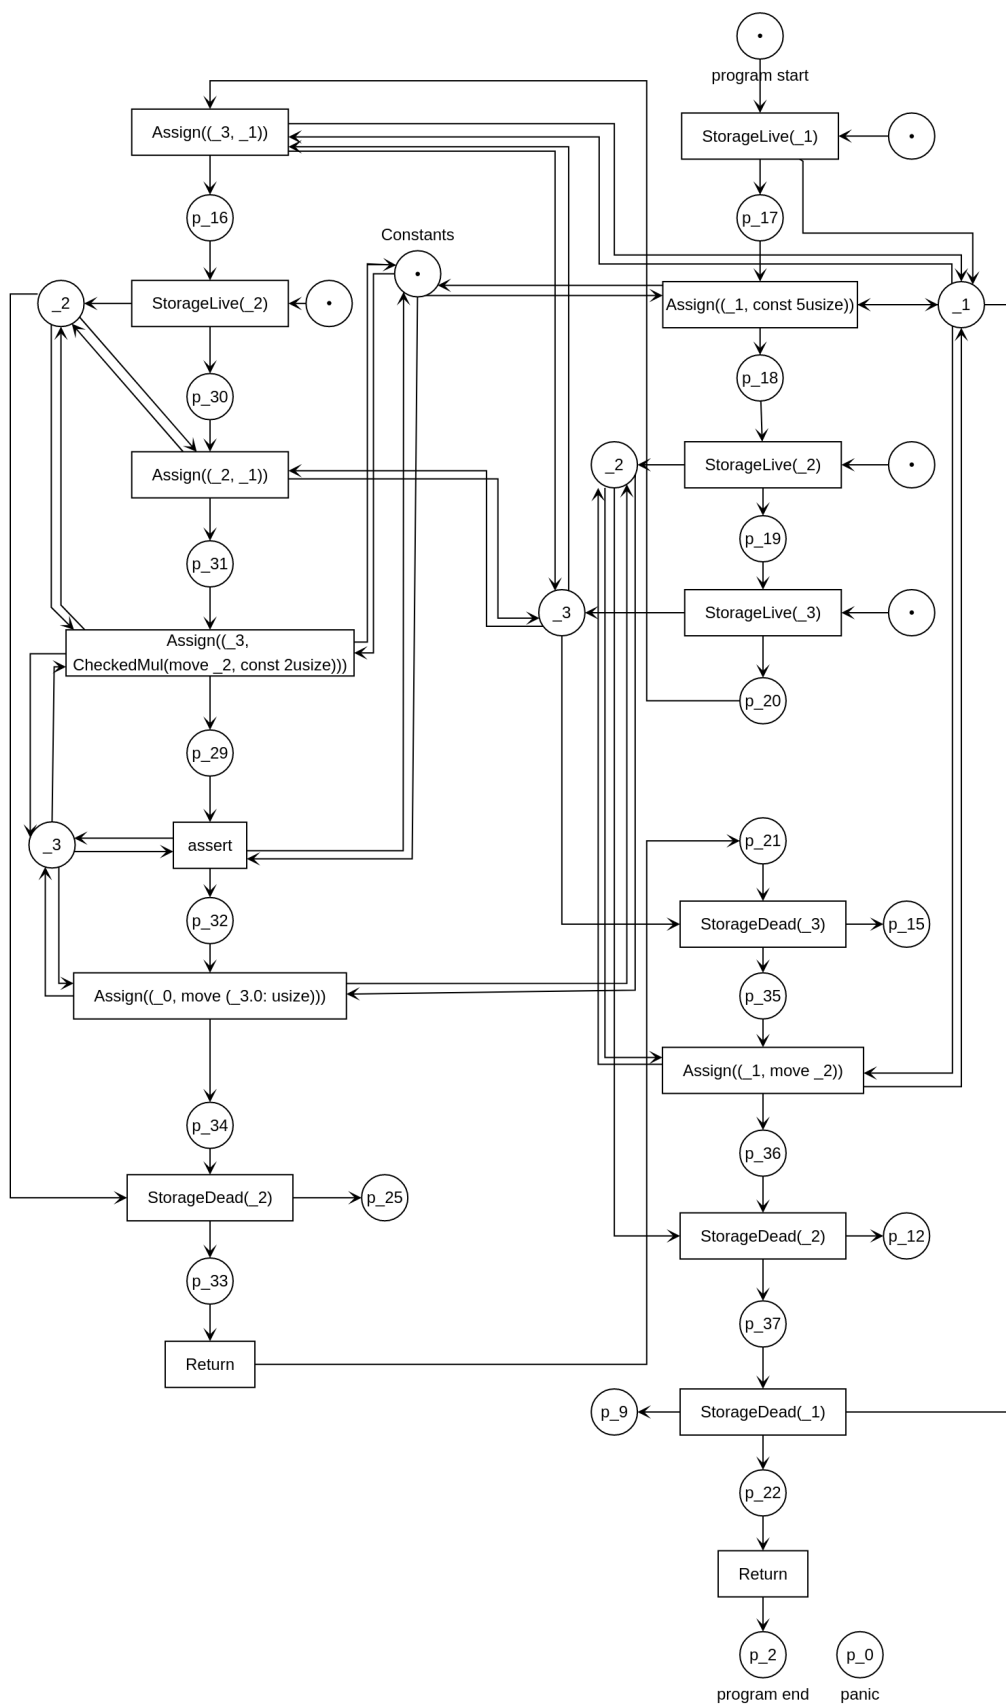 program start
Assign((_3, _1))
StorageLive(_1)
p_16
p_17
Constants
_2
StorageLive(_2)
Assign((_1, const 5usize))
_1
p_30
p_18
Assign((_2, _1))
_2
StorageLive(_2)
p_31
p_19
_3
StorageLive(_3)
Assign((_3,
CheckedMul(move _2, const 2usize)))
p_20
p_29
_3
assert
p_21
p_32
StorageDead(_3)
p_15
Assign((_0, move (_3.0: usize)))
p_35
Assign((_1, move _2))
p_34
p_36
StorageDead(_2)
p_25
StorageDead(_2)
p_12
p_33
p_37
Return
p_9
StorageDead(_1)
p_22
Return
p_2
p_0
program end
panic